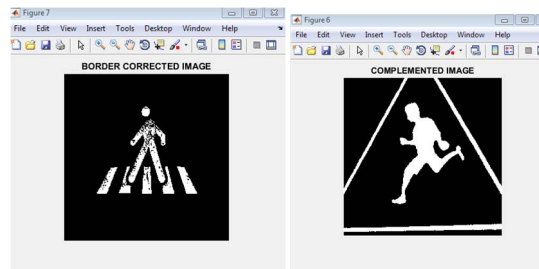 Figure 7
File Edit View Insert Tools Desktop Window Help
BORDER CORRECTED IMAGE
Figure 6
File Edit View Insert Tools Desktop Window Help
COMPLEMENTED IMAGE